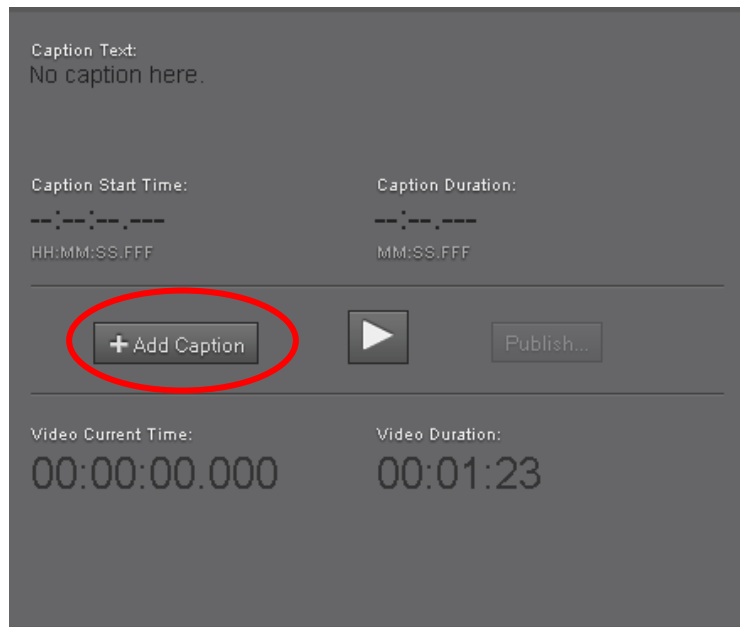 Caption Text:
No caption here.
Caption Start Time: Caption Duration:
--:--:--.--- --:--.---
HH:MM:SS.FFF MM:SS.FFF
+ Add Caption Publish...
Video Current Time: Video Duration:
00:00:00.000 00:01:23